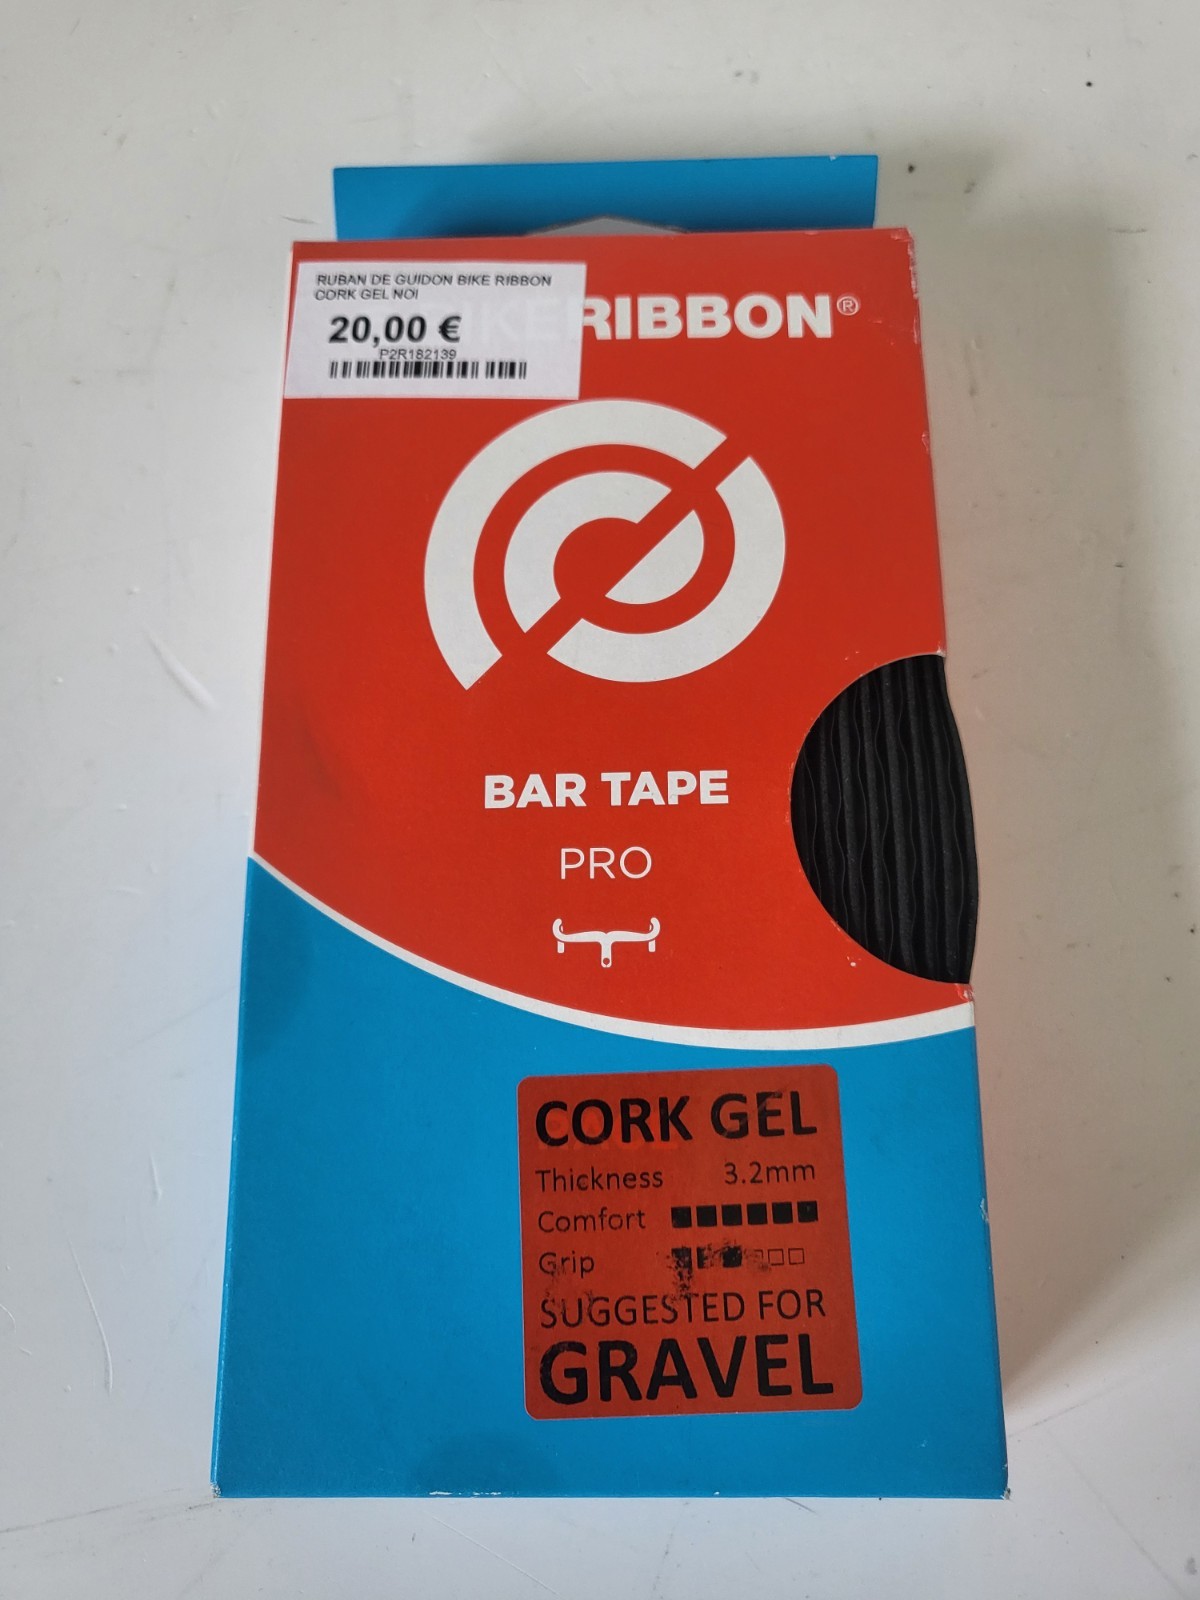 RUBAN DE GUIDON BIKE RIBBON
CORK GEL NOI
20,00 €
P2R182139
BIKERIBBON®
BAR TAPE
PRO
CORK GEL
Thickness 3.2mm
Comfort
Grip
SUGGESTED FOR
GRAVEL